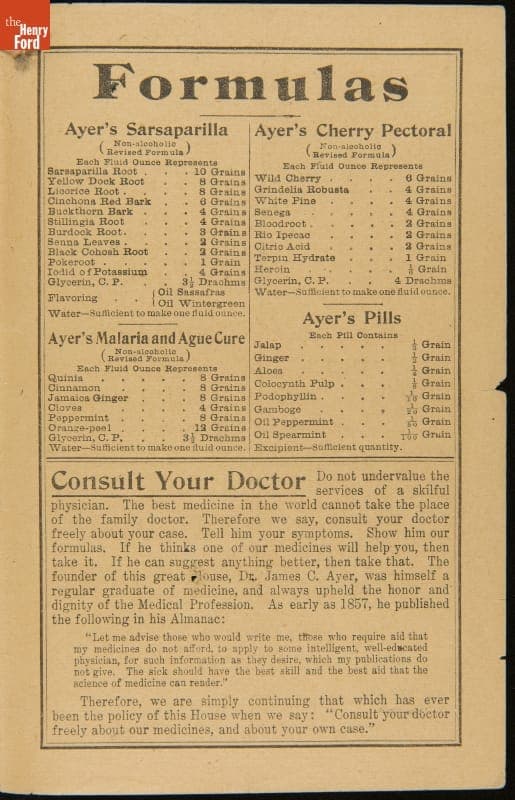 the
Henry
Ford
Formulas
Ayer's Sarsaparilla
(Non-alcoholic
Revised Formula)
Each Fluid Ounce Represents
Sarsaparilla Root . . . 10 Grains
Yellow Dock Root . . 8 Grains
Licorice Root . . . . 8 Grains
Cinchona Red Bark . . 6 Grains
Buckthorn Bark . . . 4 Grains
Stillingia Root . . . 4 Grains
Burdock Root. . . . 3 Grains
Senna Leaves . . . . 2 Grains
Black Cohosh Root . . 2 Grains
Pokeroot . . . . . 1 Grain
Iodid of Potassium . . 4 Grains
Glycerin, C. P. . . . 3½ Drachms
Flavoring . . {Oil Sassafras
Oil Wintergreen
Water—Sufficient to make one fluid ounce.
Ayer's Malaria and Ague Cure
(Non-alcoholic
Revised Formula)
Each Fluid Ounce Represents
Quinia . . . . . 8 Grains
Cinnamon . . . . 8 Grains
Jamaica Ginger . . . 8 Grains
Cloves . . . . . 4 Grains
Peppermint . . . . 8 Grains
Orange-peel . . . . 12 Grains
Glycerin, C. P. . . . 3½ Drachms
Water—Sufficient to make one fluid ounce.
Ayer's Cherry Pectoral
(Non-alcoholic
Revised Formula)
Each Fluid Ounce Represents
Wild Cherry . . . . 6 Grains
Grindelia Robusta . . 4 Grains
White Pine . . . . 4 Grains
Senega . . . . . 4 Grains
Bloodroot . . . . . 2 Grains
Rio Ipecac . . . . 2 Grains
Citric Acid . . . . 2 Grains
Terpin Hydrate . . . 1 Grain
Heroin . . . . . Grain
Glycerin, C. P. . . . 4 Drachms
Water—Sufficient to make one fluid ounce.
Ayer's Pills
Each Pill Contains
Jalap . . . . . Grain
Ginger . . . . . Grain
Aloes . . . . . Grain
Colocynth Pulp . . . Grain
Podophyllin . . . . Grain
Gamboge . . . . Grain
Oil Peppermint . . . Grain
Oil Spearmint . . . 1/100 Grain
Excipient—Sufficient quantity.
Consult Your Doctor Do not undervalue the
services of a skilful
physician. The best medicine in the world cannot take the place
of the family doctor. Therefore we say, consult your doctor
freely about your case. Tell him your symptoms. Show him our
formulas. If he thinks one of our medicines will help you, then
take it. If he can suggest anything better, then take that. The
founder of this great House, Dr. James C. Ayer, was himself a
regular graduate of medicine, and always upheld the honor and
dignity of the Medical Profession. As early as 1857, he published
the following in his Almanac:
"Let me advise those who would write me, those who require aid that
my medicines do not afford, to apply to some intelligent, well-educated
physician, for such information as they desire, which my publications do
not give. The sick should have the best skill and the best aid that the
science of medicine can render."
Therefore, we are simply continuing that which has ever
been the policy of this House when we say: "Consult your doctor
freely about our medicines, and about your own case."